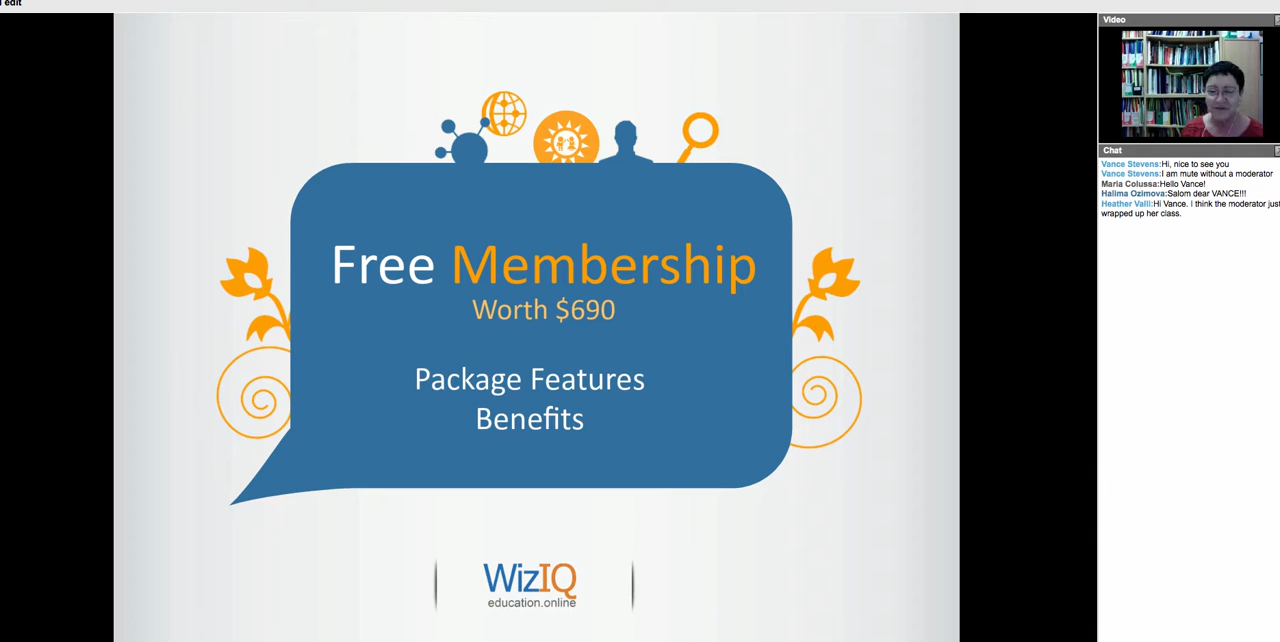 edit
Free Membership
Worth $690
Package Features
Benefits
WizIQ
education.online
Video
Chat
Vance Stevens:Hi, nice to see you
Vance Stevens:I am mute without a moderator
Maria Colussa:Hello Vance!
Halima Ozimova:Salom dear VANCE!!!
Heather Valli:Hi Vance. I think the moderator just
wrapped up her class.